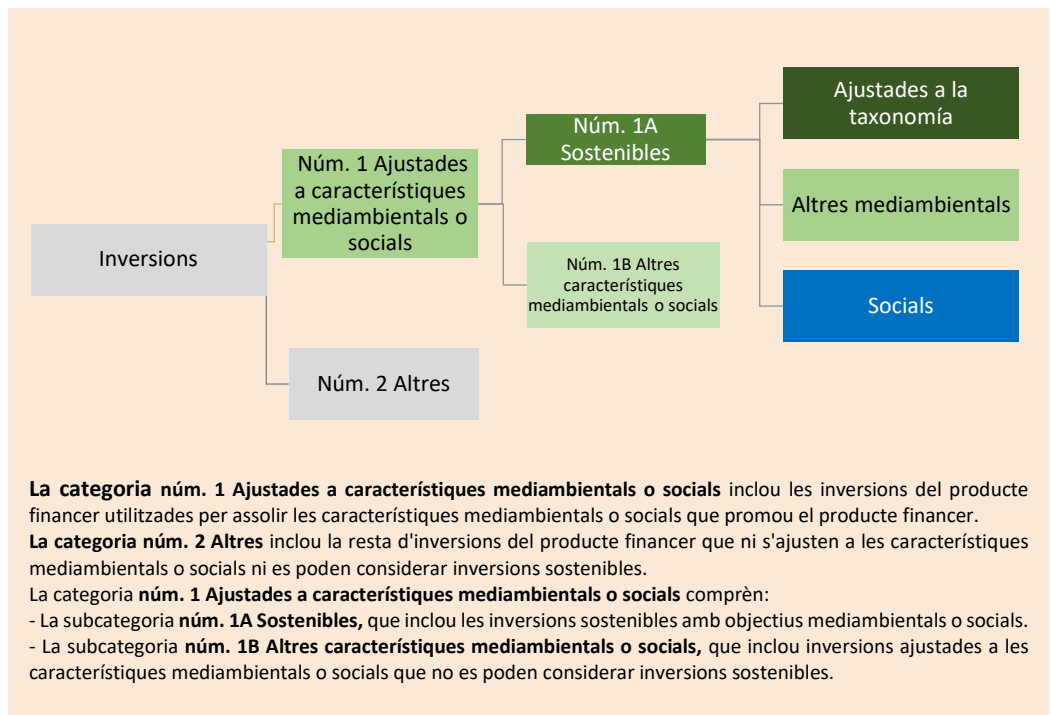 Inversions
Núm. 1 Ajustades
a característiques
mediambientals o
socials
Núm. 2 Altres
Núm. 1A
Sostenibles
Núm. 1B Altres
característiques
mediambientals o socials
Ajustades a la
taxonomía
Altres mediambientals
Socials
La categoria núm. 1 Ajustades a característiques mediambientals o socials inclou les inversions del producte
financer utilitzades per assolir les característiques mediambientals o socials que promou el producte financer.
La categoria núm. 2 Altres inclou la resta d'inversions del producte financer que ni s'ajusten a les característiques
mediambientals o socials ni es poden considerar inversions sostenibles.
La categoria núm. 1 Ajustades a característiques mediambientals o socials comprèn:
- La subcategoria núm. 1A Sostenibles, que inclou les inversions sostenibles amb objectius mediambientals o socials.
- La subcategoria núm. 1B Altres característiques mediambientals o socials, que inclou inversions ajustades a les
característiques mediambientals o socials que no es poden considerar inversions sostenibles.